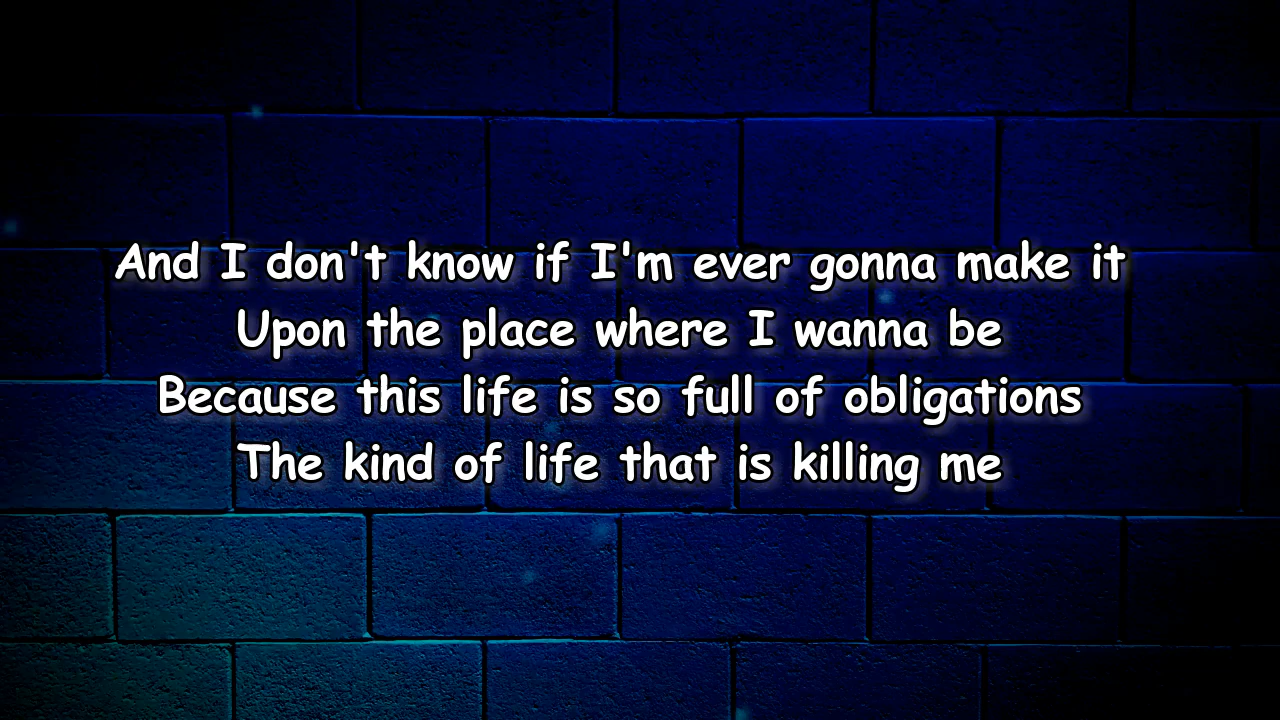 And I don't know if I'm ever gonna make it
Upon the place where I wanna be
Because this life is so full of obligations
The kind of life that is killing me